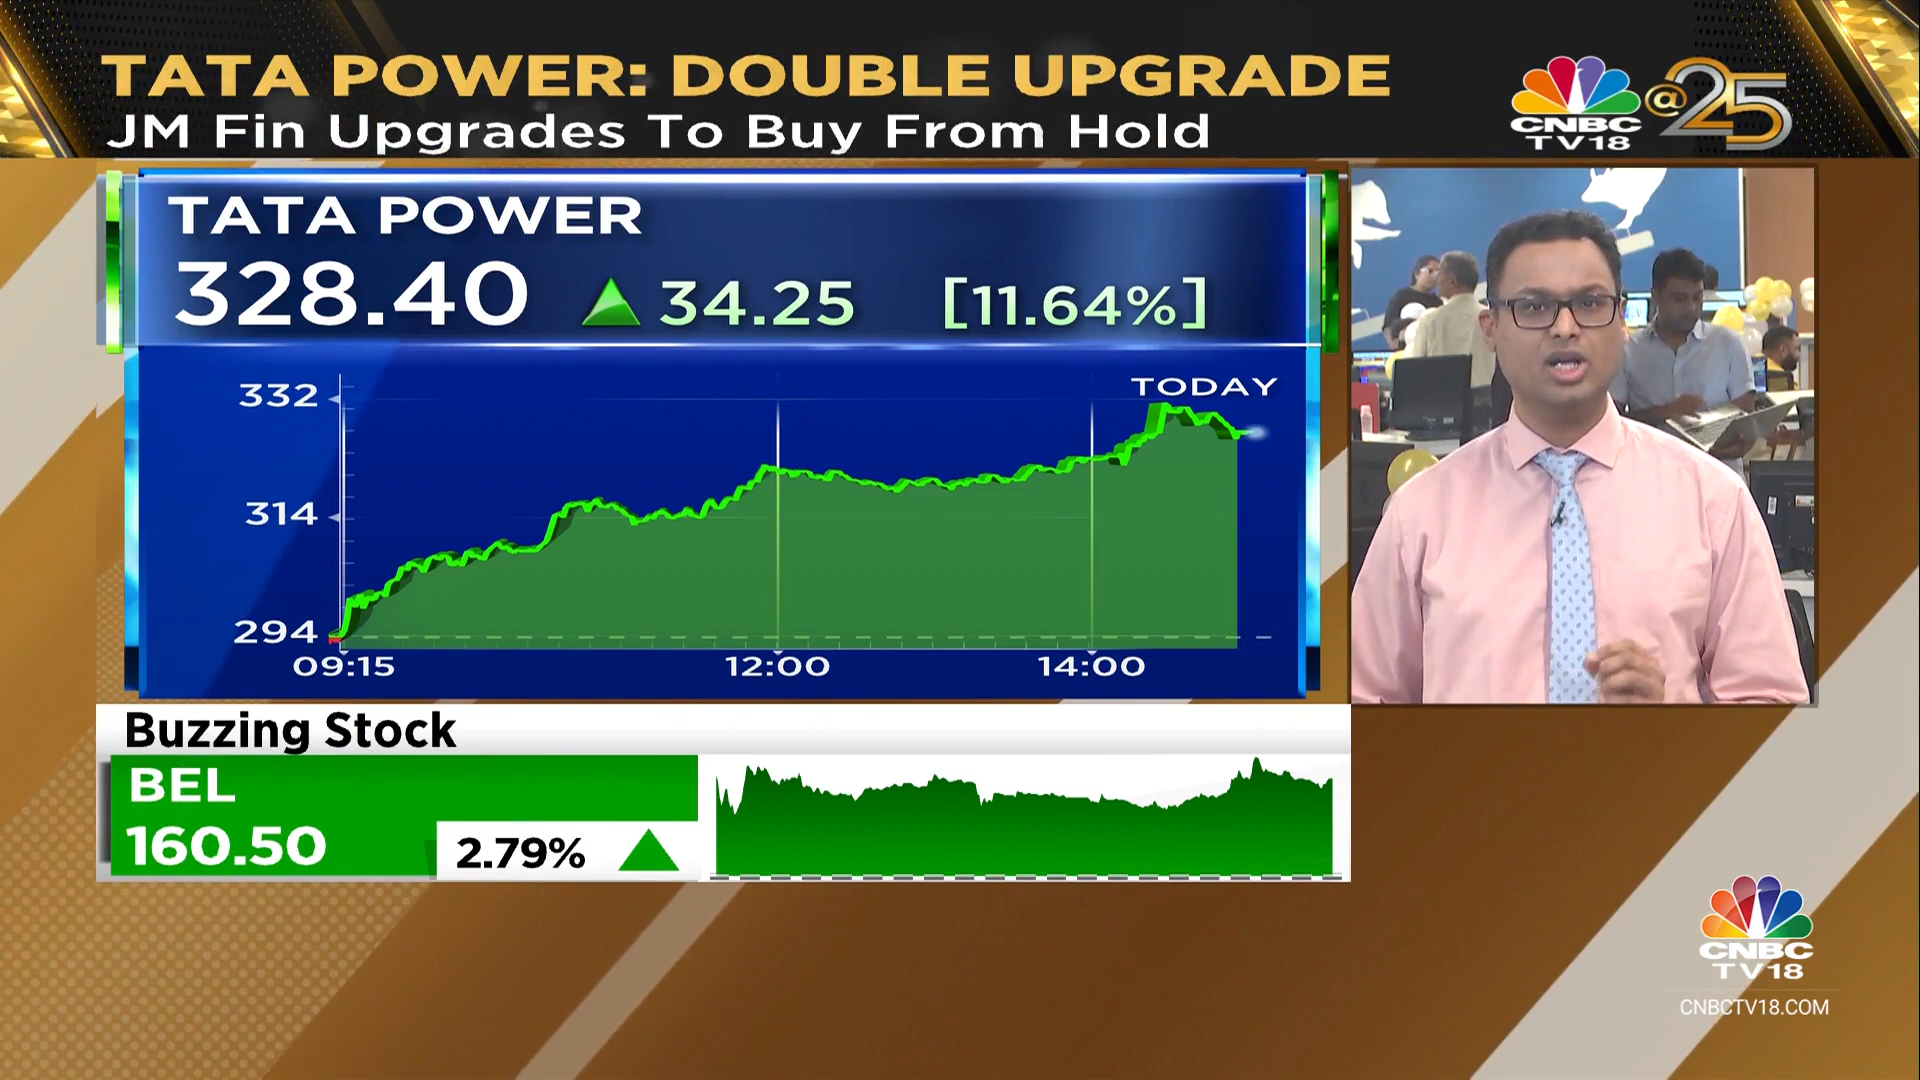 TATA POWER: DOUBLE UPGRADE
JM Fin Upgrades To Buy From Hold
CNBC
TV18
@25
TATA POWER
328.40 34.25 [11.64%]
TODAY
332
314
294
09:15 12:00 14:00
Buzzing Stock
BEL
160.50 2.79%
CNBC
TV18
CNBCTV18.COM